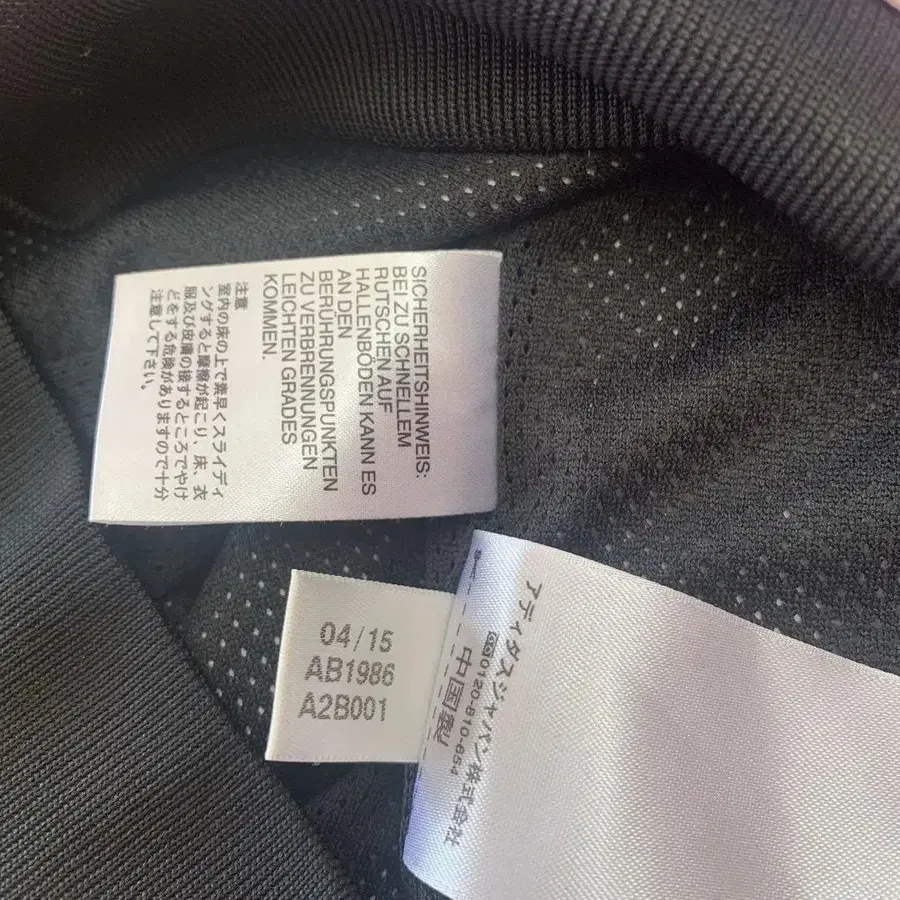 SICHERHEITSHINWEIS:
BEI ZU SCHNELLEM
RUTSCHEN AUF
HALLENBÖDEN KANN ES
AN DEN
BERÜHRUNGSPUNKTEN
ZU VERBRENNUNGEN
LEICHTEN GRADES
KOMMEN.
注意
室内の床の上で素早くスライディ
ングすると摩擦が起こり、床、衣
服及び皮膚の接するところでやけ
どをする危険がありますので十分
注意して下さい。
04/15
AB1986
A2B001
アディダスジャパン株式会社
0120-810-654
中国製